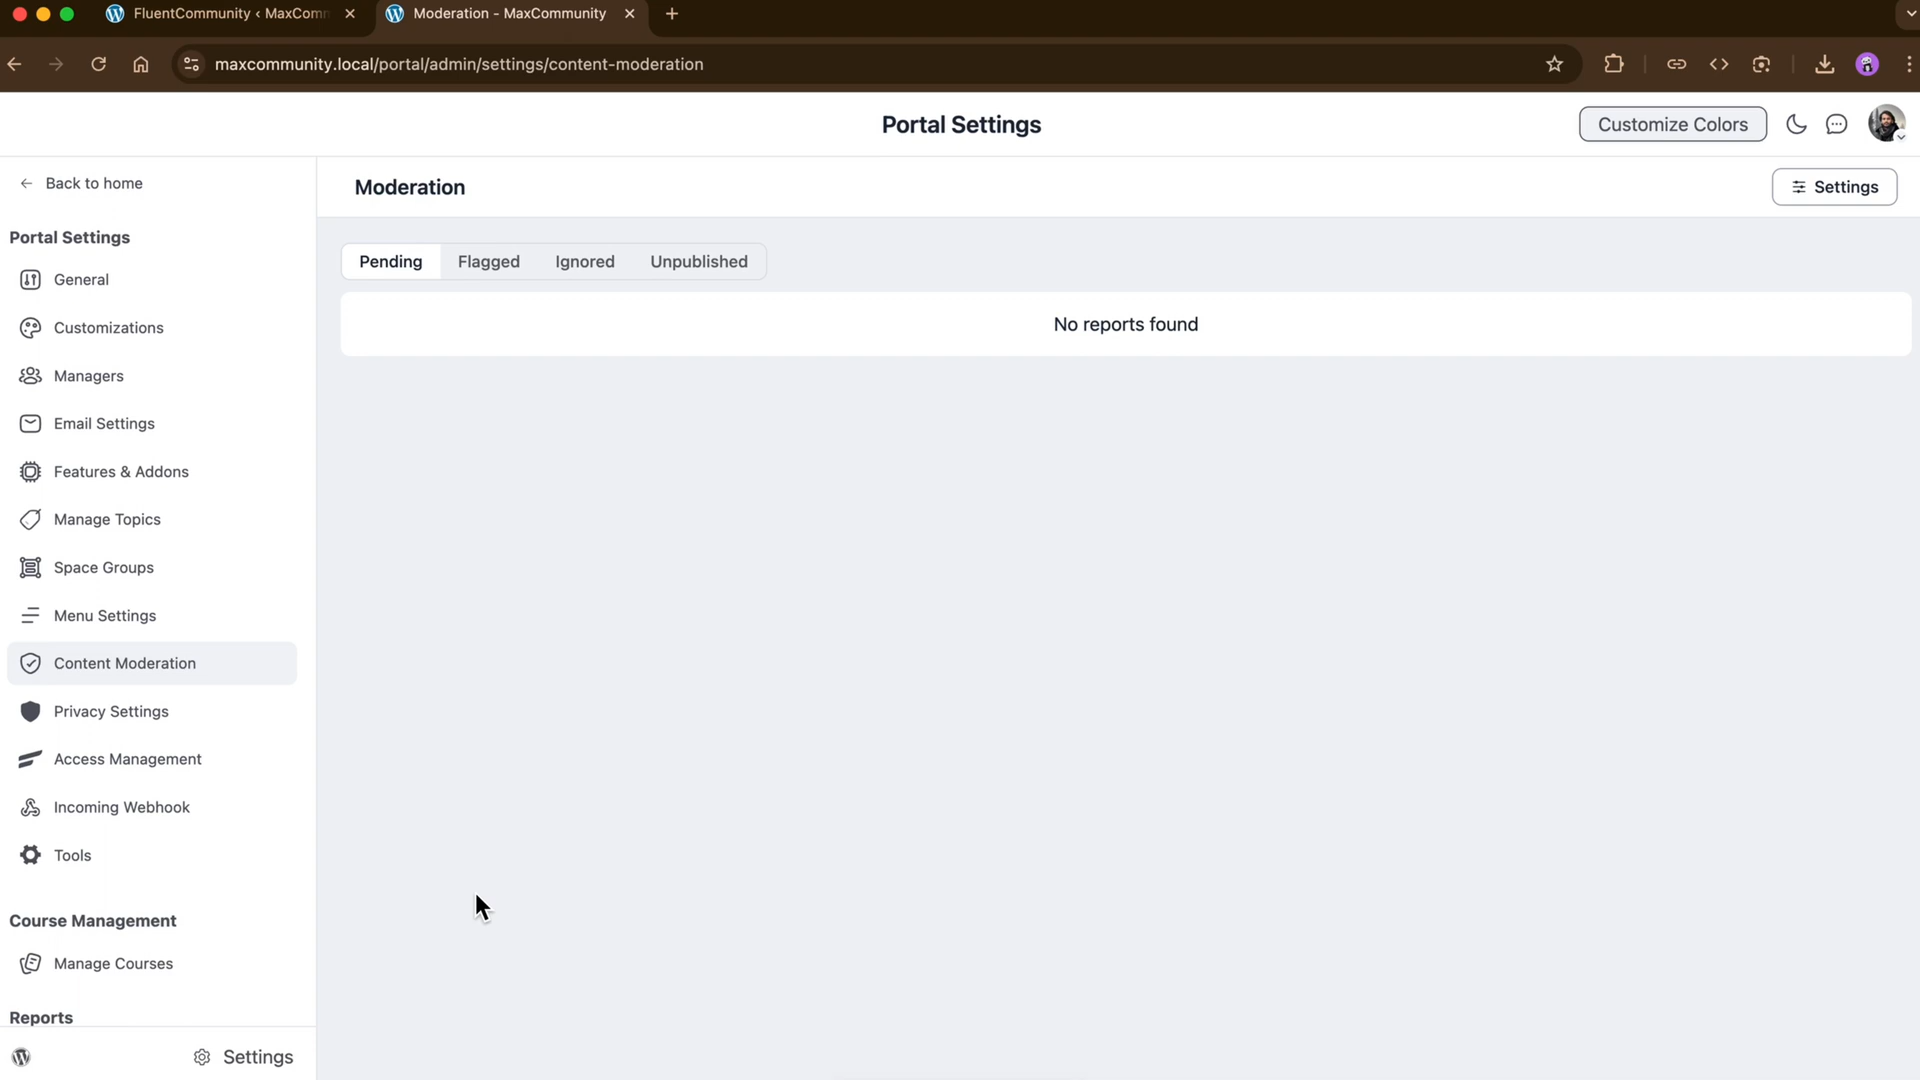 FluentCommunity ‹ MaxComm
Moderation - MaxCommunity
maxcommunity.local/portal/admin/settings/content-moderation
Portal Settings
Customize Colors
Back to home
Moderation
Settings
Portal Settings
General
Customizations
Managers
Email Settings
Features & Addons
Manage Topics
Space Groups
Menu Settings
Content Moderation
Privacy Settings
Access Management
Incoming Webhook
Tools
Course Management
Manage Courses
Reports
Settings
Pending
Flagged
Ignored
Unpublished
No reports found